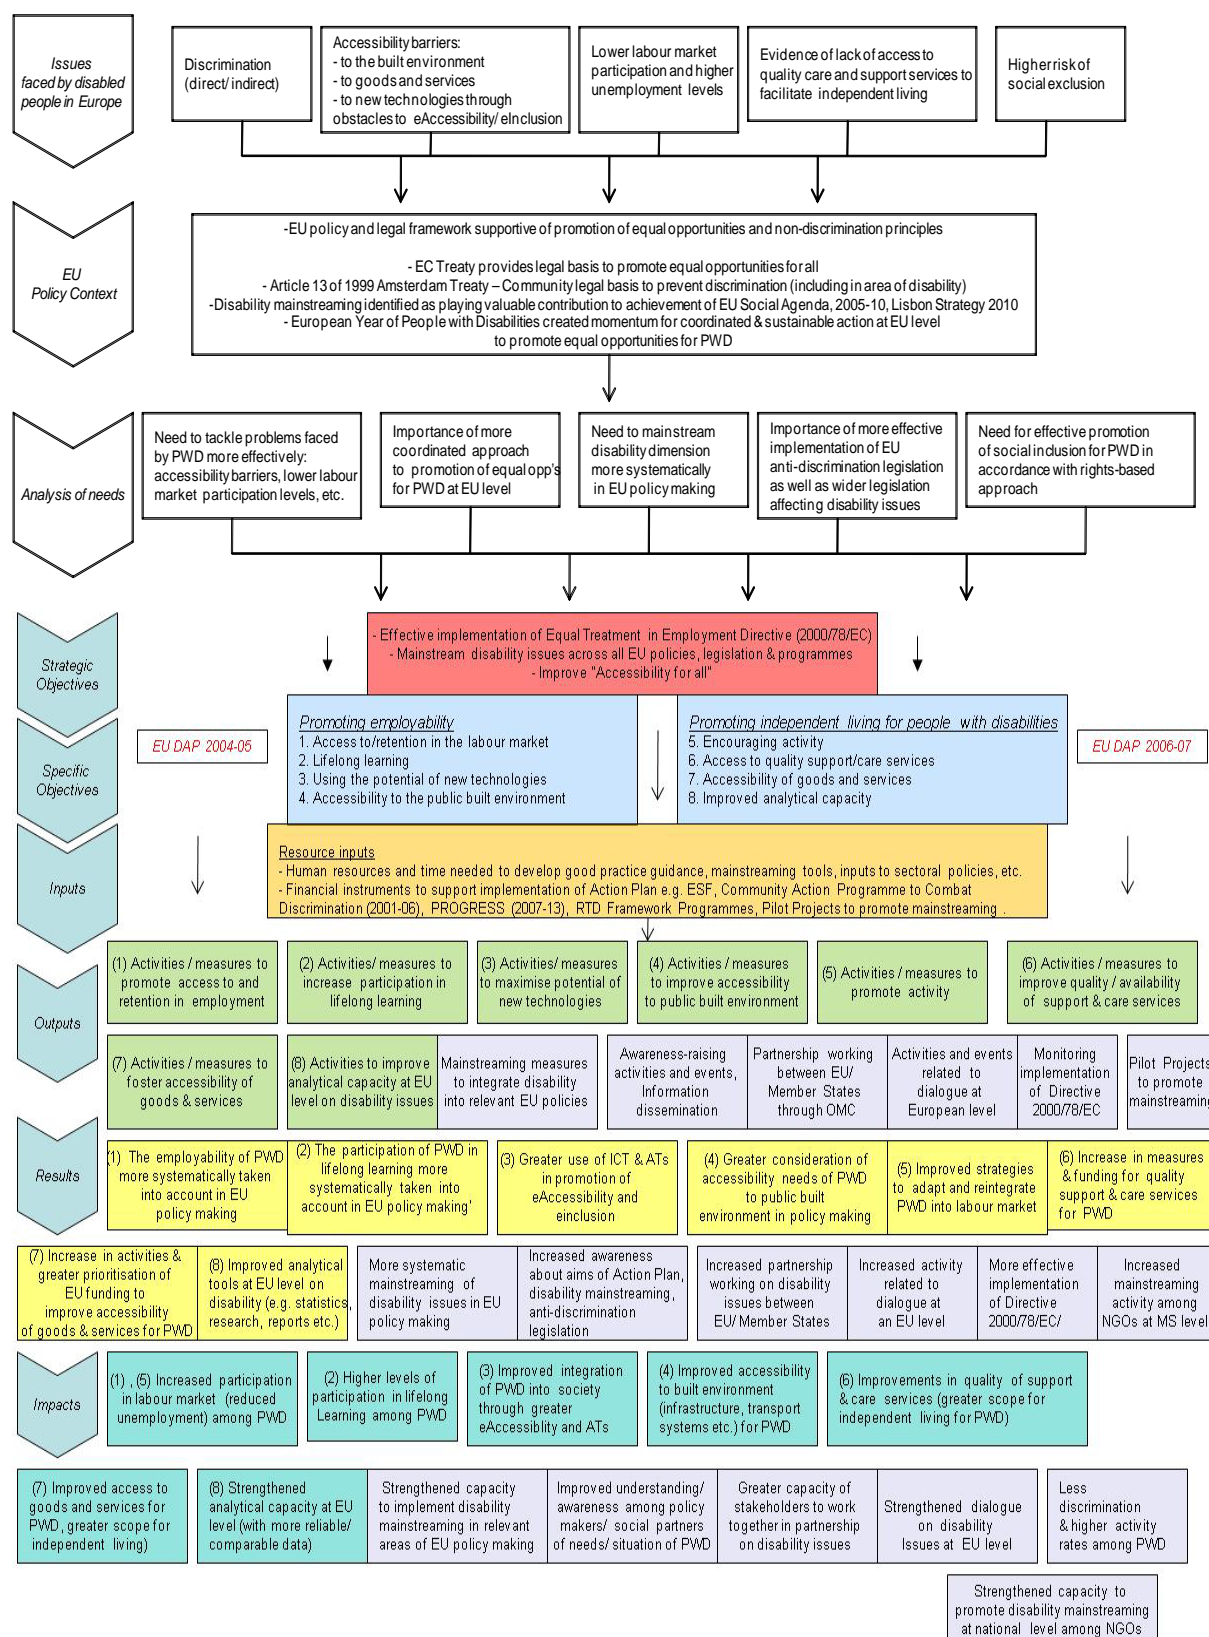 Issues
faced by disabled
people in Europe
Discrimination
(direct/ indirect)
Accessibility barriers:
- to the built environment
- to goods and services
- to new technologies through
obstacles to eAccessibility/ eInclusion
Lower labour market
participation and higher
unemployment levels
Evidence of lack of access to
quality care and support services to
facilitate independent living
Higher risk of
social exclusion
EU
Policy Context
-EU policy and legal framework supportive of promotion of equal opportunities and non-discrimination principles
- EC Treaty provides legal basis to promote equal opportunities for all
- Article 13 of 1999 Amsterdam Treaty – Community legal basis to prevent discrimination (including in area of disability)
-Disability mainstreaming identified as playing valuable contribution to achievement of EU Social Agenda, 2005-10, Lisbon Strategy 2010
- European Year of People with Disabilities created momentum for coordinated & sustainable action at EU level
to promote equal opportunities for PWD
Analysis of needs
Need to tackle problems faced
by PWD more effectively:
accessibility barriers, lower labour
market participation levels, etc.
Importance of more
coordinated approach
to promotion of equal opp's
for PWD at EU level
Need to mainstream
disability dimension
more systematically
in EU policy making
Importance of more effective
implementation of EU
anti-discrimination legislation
as well as wider legislation
affecting disability issues
Need for effective promotion
of social inclusion for PWD in
accordance with rights-based
approach
Strategic
Objectives
- Effective implementation of Equal Treatment in Employment Directive (2000/78/EC)
- Mainstream disability issues across all EU policies, legislation & programmes
- Improve "Accessibility for all"
Specific
Objectives
EU DAP 2004-05
Promoting employability
1. Access to/retention in the labour market
2. Lifelong learning
3. Using the potential of new technologies
4. Accessibility to the public built environment
Promoting independent living for people with disabilities
5. Encouraging activity
6. Access to quality support/care services
7. Accessibility of goods and services
8. Improved analytical capacity
EU DAP 2006-07
Inputs
Resource inputs
- Human resources and time needed to develop good practice guidance, mainstreaming tools, inputs to sectoral policies, etc.
- Financial instruments to support implementation of Action Plan e.g. ESF, Community Action Programme to Combat
Discrimination (2001-06), PROGRESS (2007-13), RTD Framework Programmes, Pilot Projects to promote mainstreaming .
Outputs
(1) Activities / measures to
promote access to and
retention in employment
(2) Activities/ measures to
increase participation in
lifelong learning
(3) Activities/ measures
to maximise potential of
new technologies
(4) Activities / measures
to improve accessibility
to public built environment
(5) Activities / measures to
promote activity
(6) Activities / measures to
improve quality / availability
of support & care services
(7) Activities / measures to
foster accessibility of
goods & services
(8) Activities to improve
analytical capacity at EU
level on disability issues
Mainstreaming measures
to integrate disability
into relevant EU policies
Awareness-raising
activities and events,
Information
dissemination
Partnership working
between EU/
Member States
through OMC
Activities and events
related to
dialogue at
European level
Monitoring
implementation
of Directive
2000/78/EC
Pilot Projects
to promote
mainstreaming
Results
1) The employability of PWD
more systematically taken
into account in EU
policy making
(2) The participation of PWD in
lifelong learning more
systematically taken into
account in EU policy making'
(3) Greater use of ICT & ATs
in promotion of
eAccessibility and
einclusion
(4) Greater consideration of
accessibility needs of PWD
to public built
environment in policy making
(5) Improved strategies
to adapt and reintegrate
PWD into labour market
(6) Increase in measures
& funding for quality
support & care services
for PWD
(7) Increase in activities &
greater prioritisation of
EU funding to
improve accessibility
of goods & services for PWD
(8) Improved analytical
tools at EU level on
disability (e.g. statistics,
research, reports etc.)
More systematic
mainstreaming of
disability issues in EU
policy making
Increased awareness
about aims of Action Plan,
disability mainstreaming,
anti-discrimination
legislation
Increased partnership
working on disability
issues between
EU/ Member States
Increased activity
related to
dialogue at
an EU level
More effective
implementation
of Directive
2000/78/EC/
Increased
mainstreaming
activity among
NGOs at MS level
Impacts
(1) , (5) Increased participation
in labour market (reduced
unemployment) among PWD
(2) Higher levels of
participation in lifelong
Learning among PWD
(3) Improved integration
of PWD into society
through greater
eAccessiblity and ATs
(4) Improved accessibility
to built environment
(infrastructure, transport
systems etc.) for PWD
(6) Improvements in quality of support
& care services (greater scope for
independent living for PWD)
(7) Improved access to
goods and services for
PWD, greater scope for
independent living)
(8) Strengthened
analytical capacity at EU
level (with more reliable/
comparable data)
Strengthened capacity
to implement disability
mainstreaming in relevant
areas of EU policy making
Improved understanding/
awareness among policy
makers/ social partners
of needs/ situation of PWD
Greater capacity of
stakeholders to work
together in partnership
on disability issues
Strengthened dialogue
on disability
Issues at EU level
Less
discrimination
& higher activity
rates among PWD
Strengthened capacity to
promote disability mainstreaming
at national level among NGOs